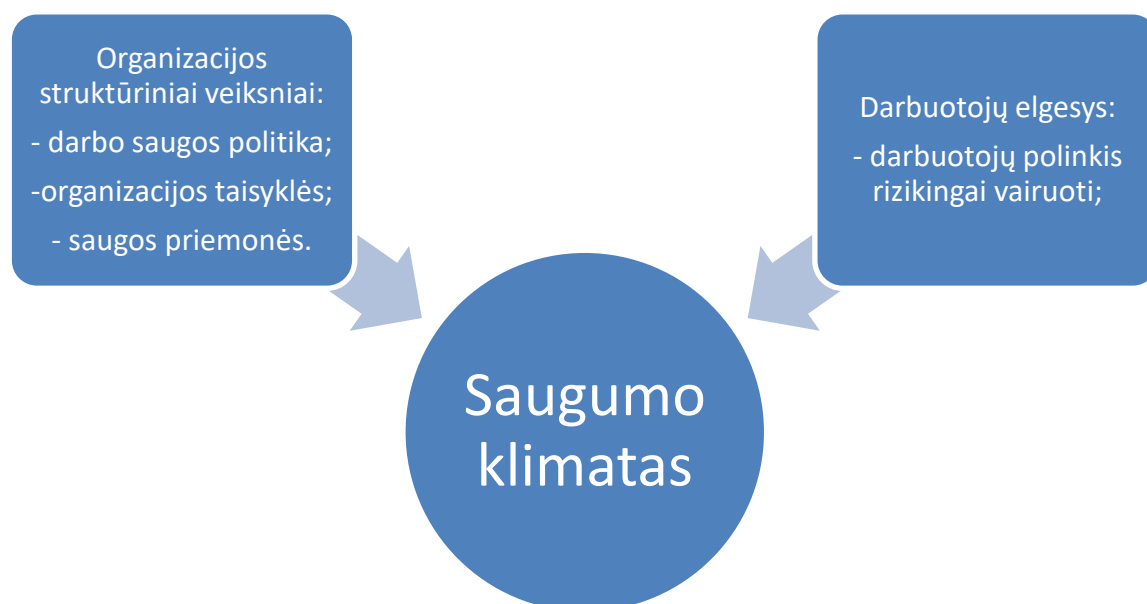 Organizacijos
struktūriniai veiksniai:
- darbo saugos politika;
-organizacijos taisyklės;
- saugos priemonės.
Darbuotojų elgesys:
- darbuotojų polinkis
rizikingai vairuoti;
Saugumo
klimatas